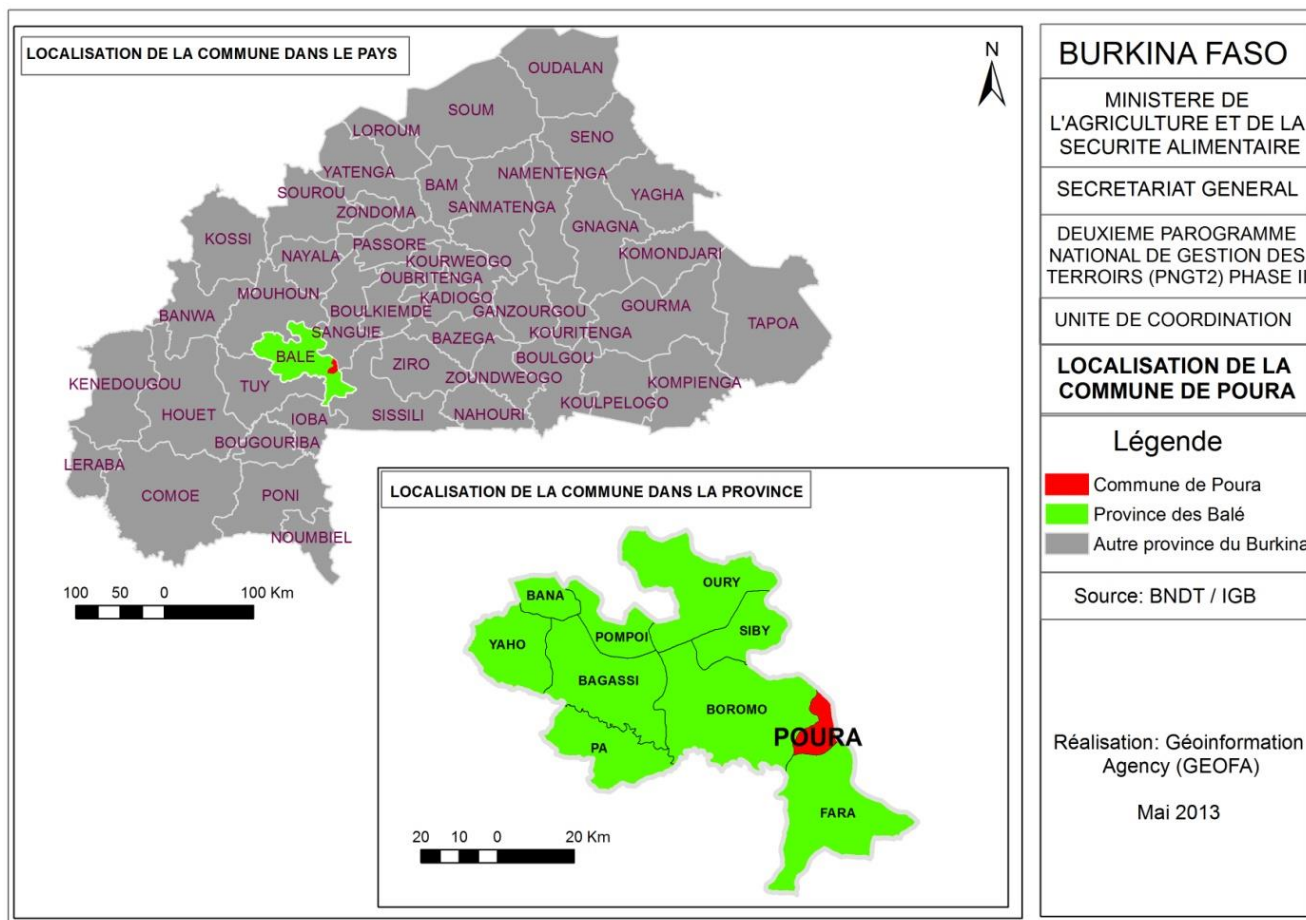 LOCALISATION DE LA COMMUNE DANS LE PAYS
N
OUDALAN
SOUM
LOROUM
SENO
YATENGA
BAM
NAMENTENGA
SOUROU
YAGHA
ZONDOMA
SANMATENGA
GNAGNA
KOSSI
PASSORE
NAYALA
KOURWEOGO
KOMONDJARI
OUBRITENGA
MOUHOUN
KADIOGO
BANWA
BOULKIEMDE
GANZOURGOU
GOURMA
TAPOA
SANGUIE
BAZEGA
KOURITENGA
BALE
ZIRO
BOULGOU
KENEDOUGOU
TUY
ZOUNDWEOGO
KOMPIENGA
HOUET
IOBA
SISSILI
NAHOURI
KOULPELOGO
BOUGOURIBA
LERABA
COMOE
PONI
NOUMBIEL
100 50 0 100 Km
LOCALISATION DE LA COMMUNE DANS LA PROVINCE
OURY
BANA
SIBY
POMPOI
YAHO
BAGASSI
BOROMO
POURA
PA
FARA
20 10 0 20 Km
BURKINA FASO
MINISTERE DE
L'AGRICULTURE ET DE LA
SECURITE ALIMENTAIRE
SECRETARIAT GENERAL
DEUXIEME PAROGRAMME
NATIONAL DE GESTION DES
TERROIRS (PNGT2) PHASE II
UNITE DE COORDINATION
LOCALISATION DE LA
COMMUNE DE POURA
Légende
Commune de Poura
Province des Balé
Autre province du Burkina
Source: BNDT / IGB
Réalisation: Géoinformation
Agency (GEOFA)
Mai 2013